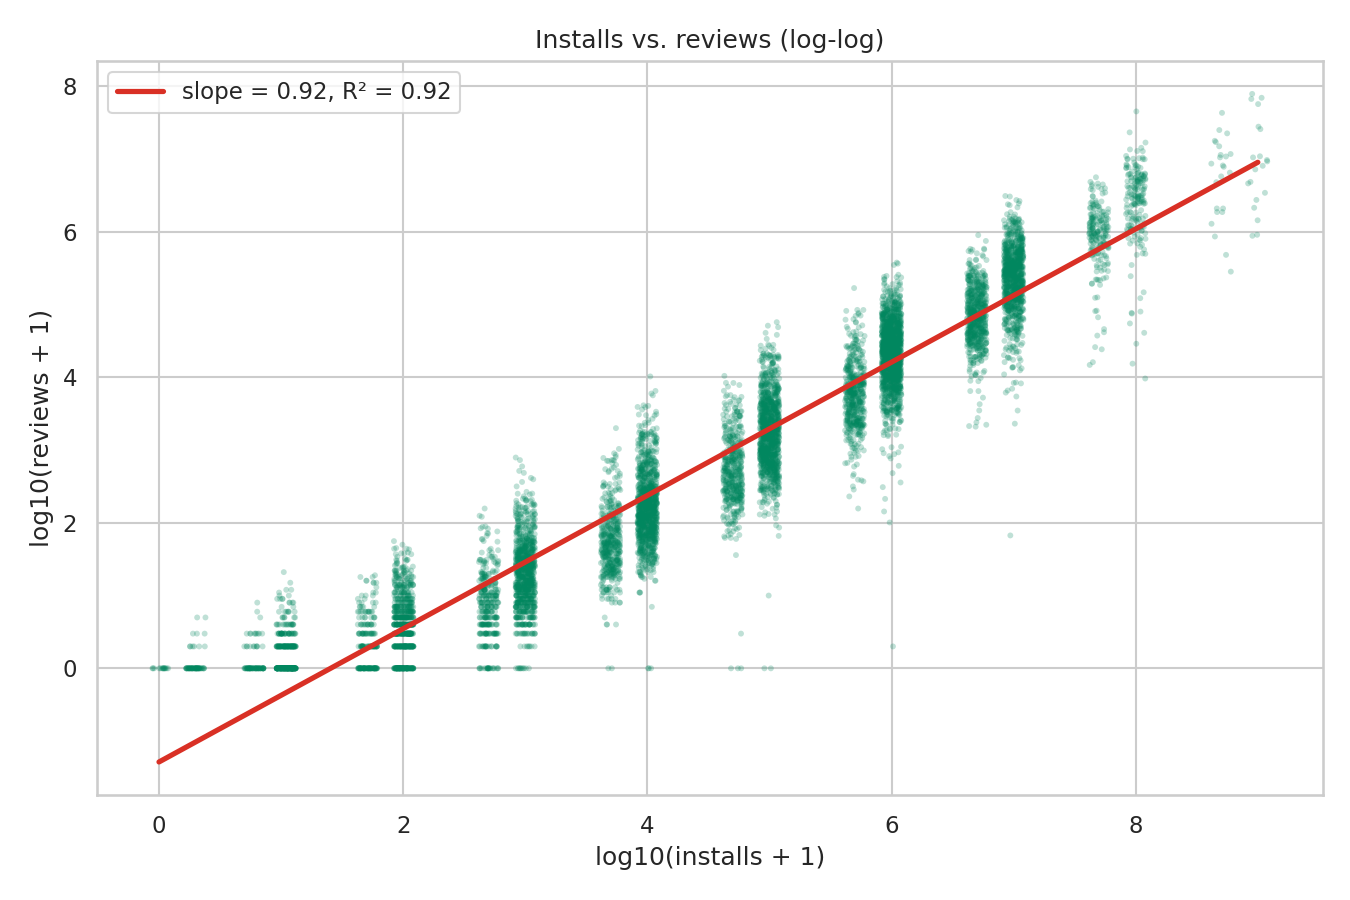 Installs vs. reviews (log-log)
slope = 0.92, R² = 0.92
log10(reviews + 1)
8
6
4
2
0
0 2 4 6 8
log10(installs + 1)